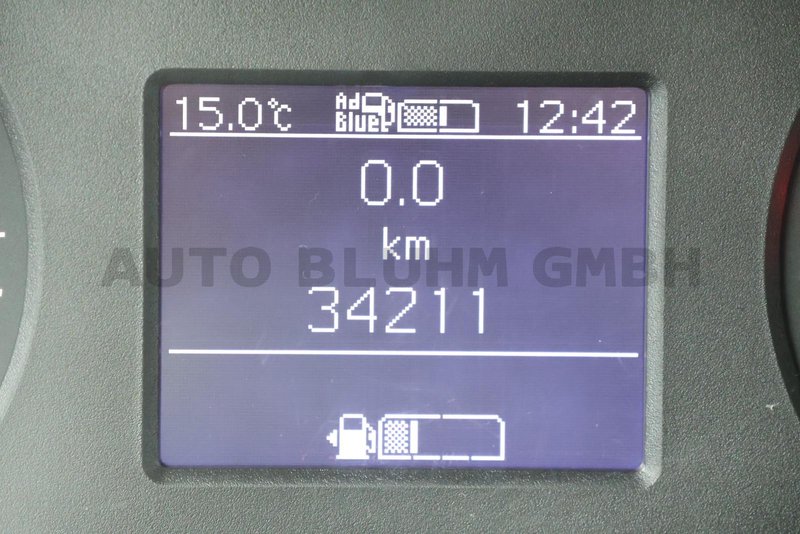 15.0°C Ad Blue 12:42
0.0
km
AUTO BLUHM GMBH
34211